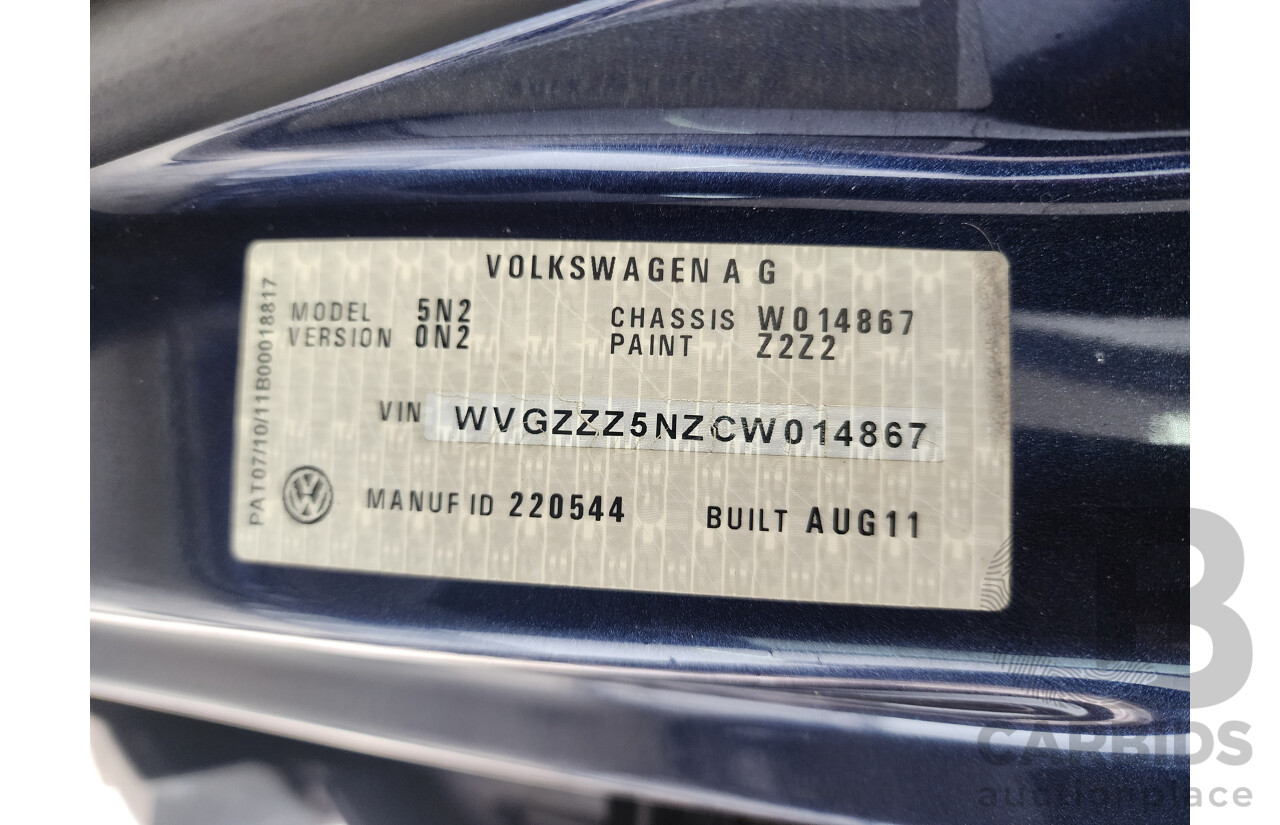 VOLKSWAGEN A G
MODEL 5N2 CHASSIS W014867
VERSION 0N2 PAINT Z2Z2
VIN WVGZZZ5NZCW014867
MANUF ID 220544 BUILT AUG11
PAT07/10/11B00018817
B
CARBIDS
auctionplace